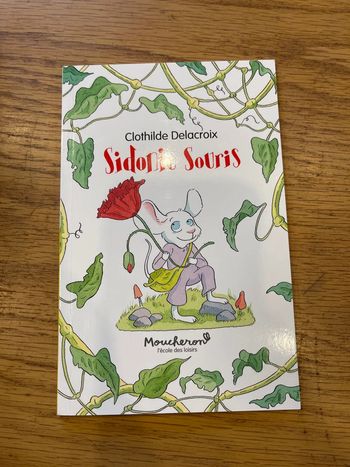 Clothilde Delacroix
Sidonie Souris
Moucheron
l'école des loisirs